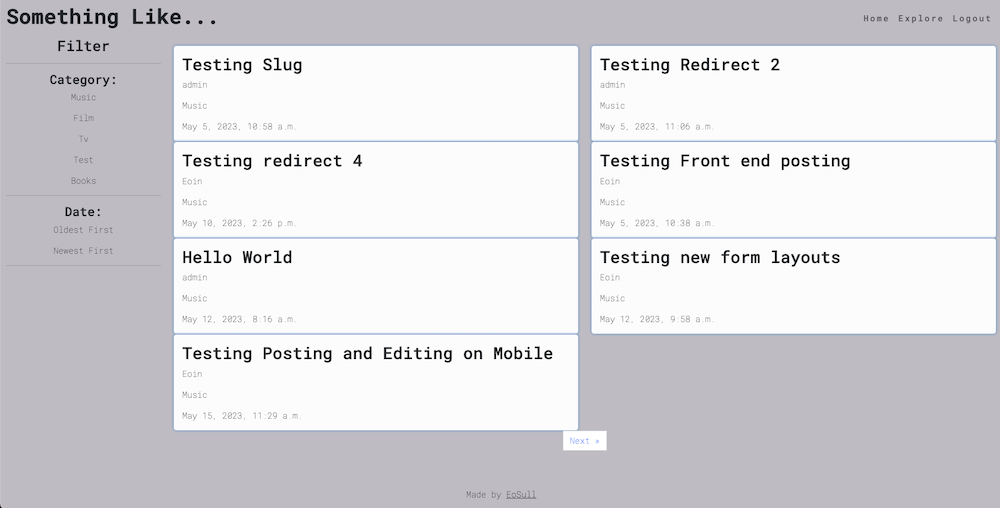 Something Like...
Home Explore Logout
Filter
Category:
Music
Film
Tv
Test
Books
Date:
Oldest First
Newest First
Testing Slug
admin
Music
May 5, 2023, 10:58 a.m.
Testing Redirect 2
admin
Music
May 5, 2023, 11:06 a.m.
Testing redirect 4
Eoin
Music
May 10, 2023, 2:26 p.m.
Testing Front end posting
Eoin
Music
May 5, 2023, 10:38 a.m.
Hello World
admin
Music
May 12, 2023, 8:16 a.m.
Testing new form layouts
Eoin
Music
May 12, 2023, 9:58 a.m.
Testing Posting and Editing on Mobile
Eoin
Music
May 15, 2023, 11:29 a.m.
Next »
Made by EoSull